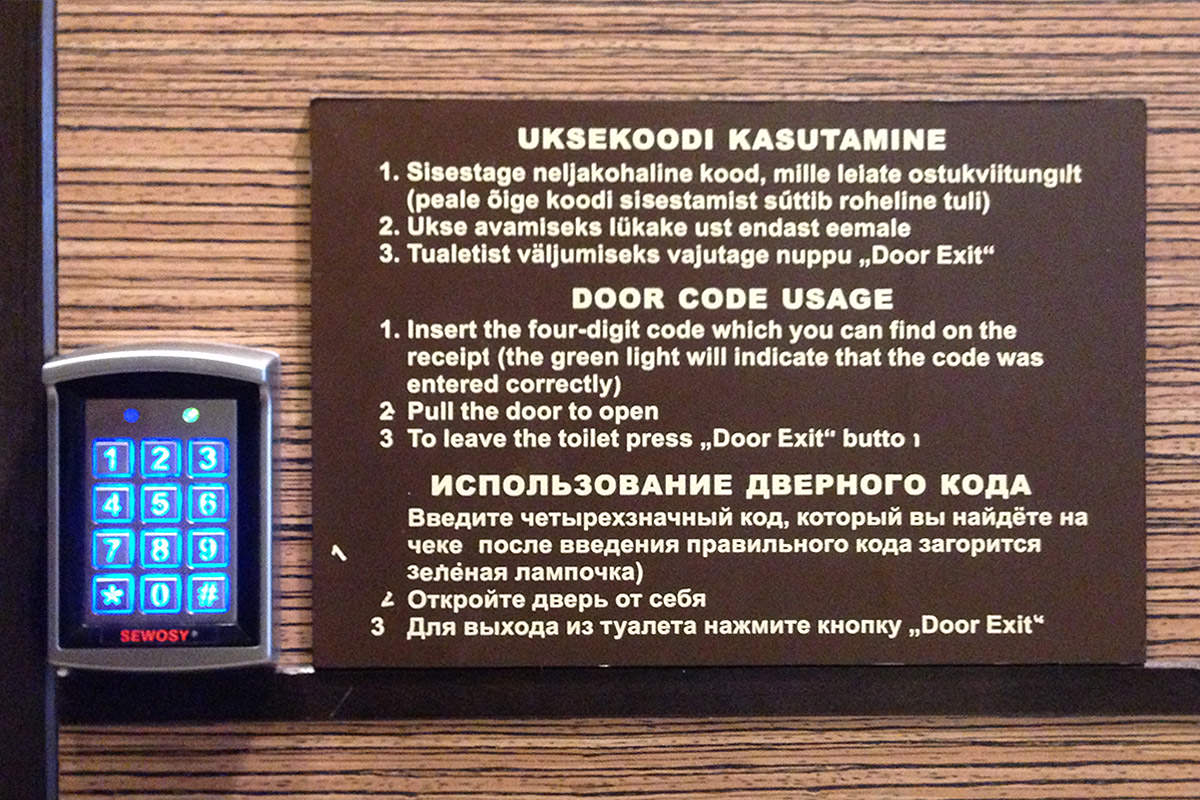 UKSEKOODI KASUTAMINE
1. Sisestage neljakohaline kood, mille leiate ostukviitungilt
(peale õige koodi sisestamist süttib roheline tuli)
2. Ukse avamiseks lükake ust endast eemale
3. Tualetist väljumiseks vajutage nuppu „Door Exit“
DOOR CODE USAGE
1. Insert the four-digit code which you can find on the
receipt (the green light will indicate that the code was
entered correctly)
2 Pull the door to open
3 To leave the toilet press „Door Exit“ button
ИСПОЛЬЗОВАНИЕ ДВЕРНОГО КОДА
1 Введите четырехзначный код, который вы найдёте на
чеке после введения правильного кода загорится
зелёная лампочка)
2 Откройте дверь от себя
3 Для выхода из туалета нажмите кнопку „Door Exit“
1 2 3
4 5 6
7 8 9
* 0 #
SEWOSY